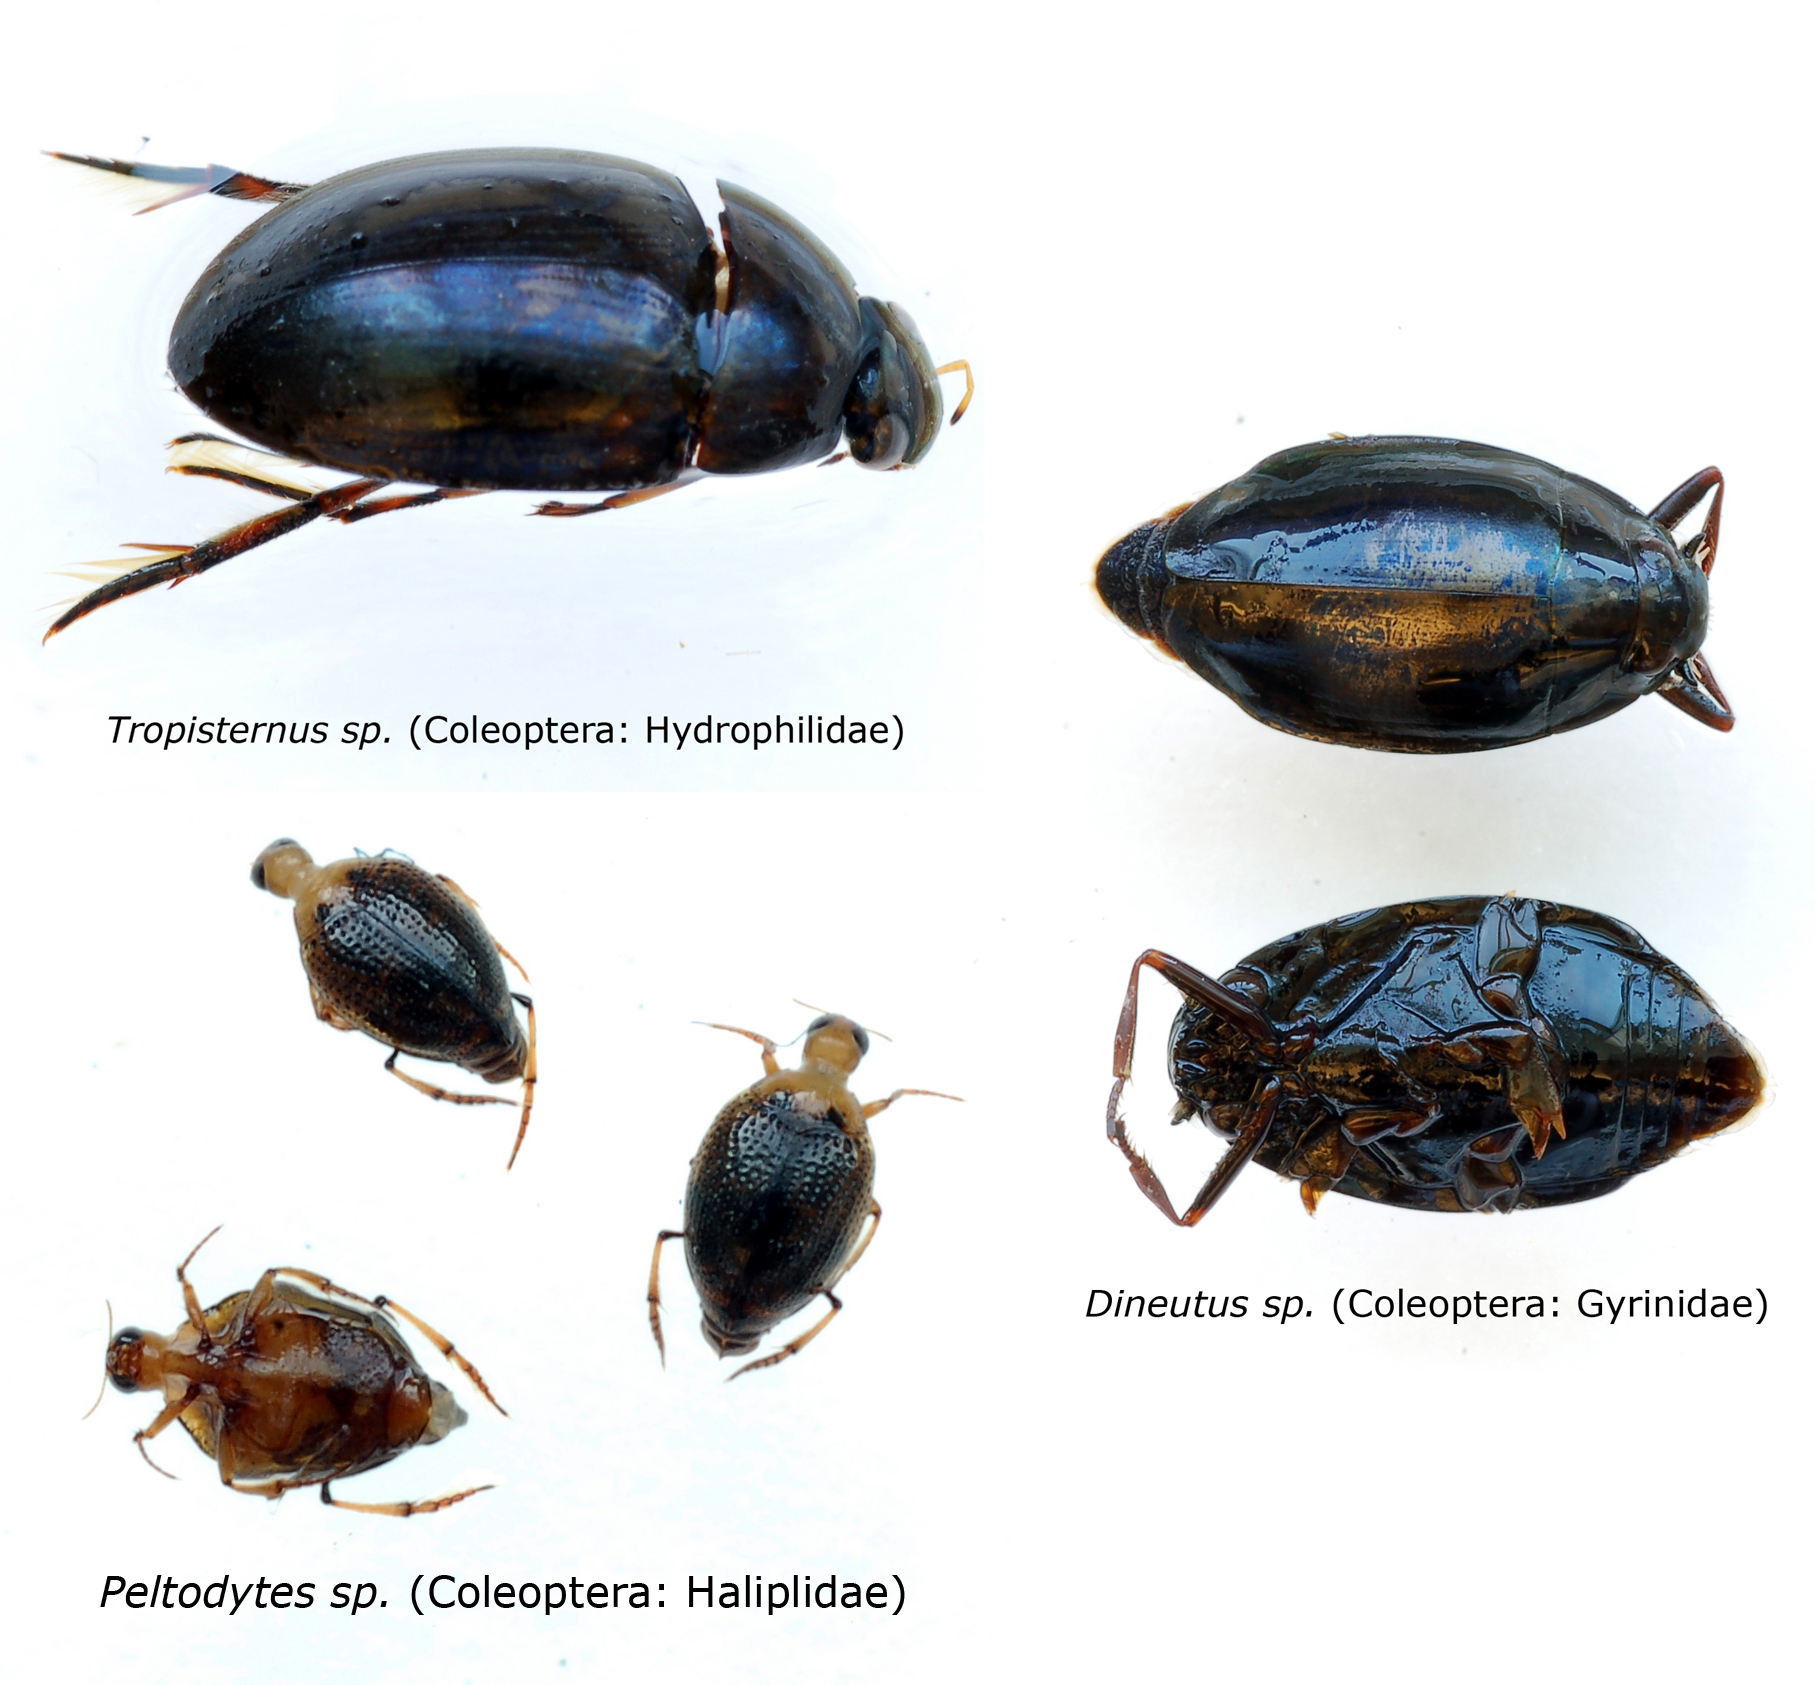 Tropisternus sp. (Coleoptera: Hydrophilidae)
Dineutus sp. (Coleoptera: Gyrinidae)
Peltodytes sp. (Coleoptera: Haliplidae)